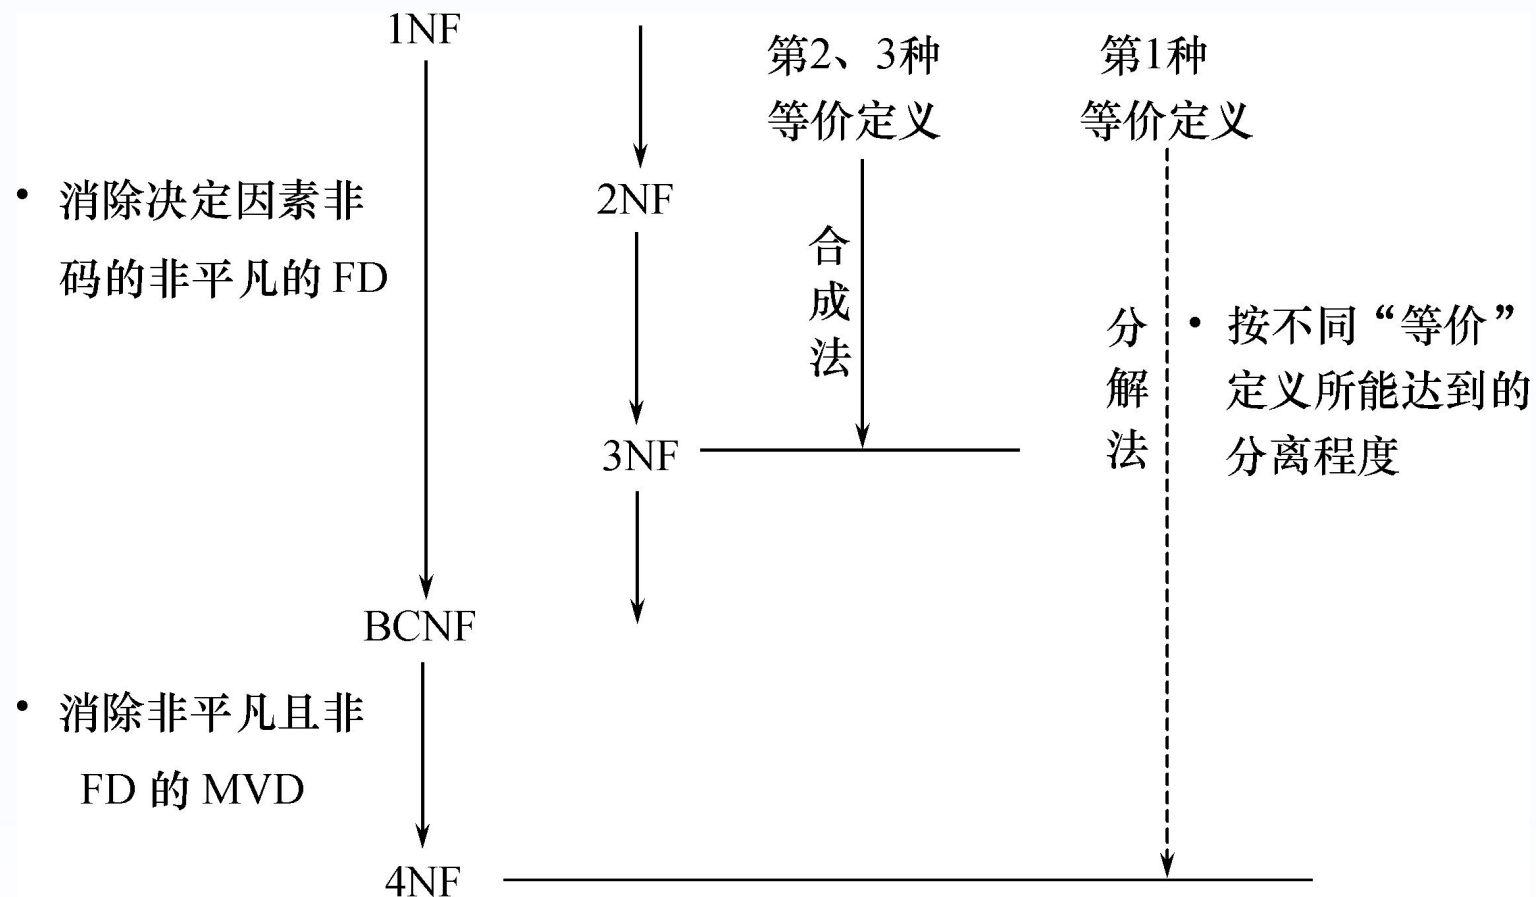 1NF
• 消除决定因素非
码的非平凡的 FD
BCNF
• 消除非平凡且非
FD 的 MVD
4NF
2NF
3NF
第2、3种
等价定义
合成法
第1种
等价定义
分解法
• 按不同“等价”
定义所能达到的
分离程度